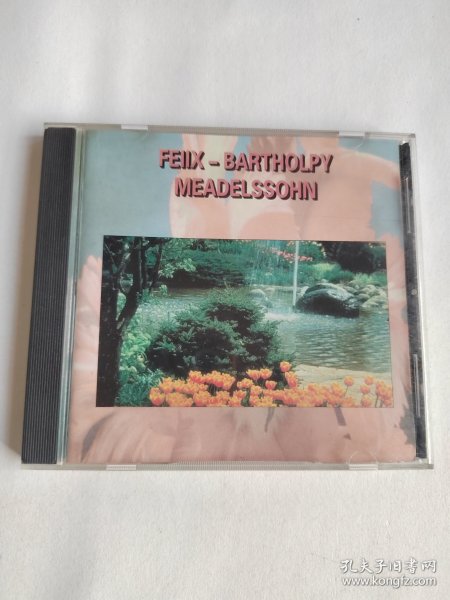 FEIIX – BARTHOLPY
MEADELSSOHN
孔夫子旧书网
www.kongfz.com